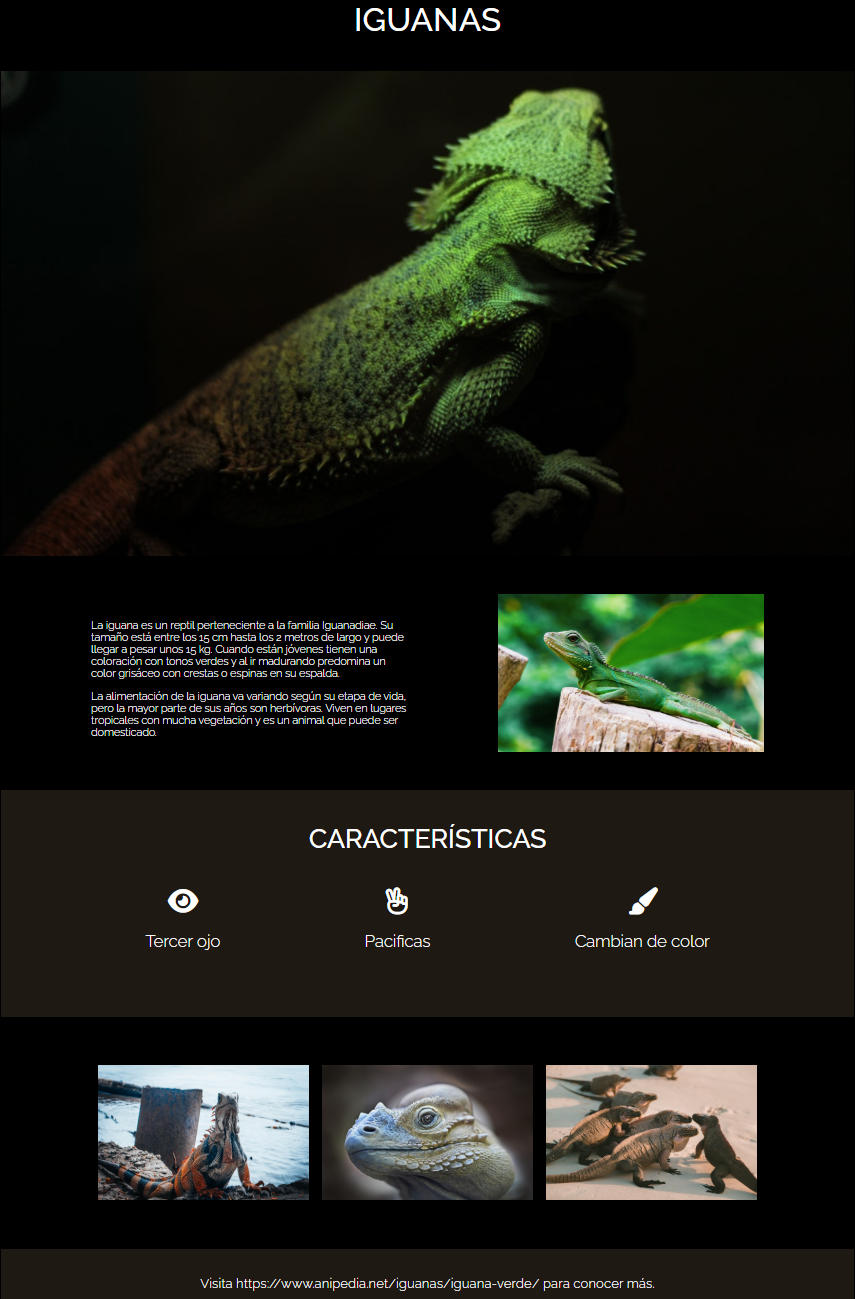 IGUANAS
La iguana es un reptil perteneciente a la familia Iguanadiae. Su
tamaño está entre los 15 cm hasta los 2 metros de largo y puede
llegar a pesar unos 15 kg. Cuando están jóvenes tienen una
coloración con tonos verdes y al ir madurando predomina un
color grisáceo con crestas o espinas en su espalda.
La alimentación de la iguana va variando según su etapa de vida,
pero la mayor parte de sus años son herbívoras. Viven en lugares
tropicales con mucha vegetación y es un animal que puede ser
domesticado.
CARACTERÍSTICAS
Tercer ojo
Pacificas
Cambian de color
Visita https://www.anipedia.net/iguanas/iguana-verde/ para conocer más.